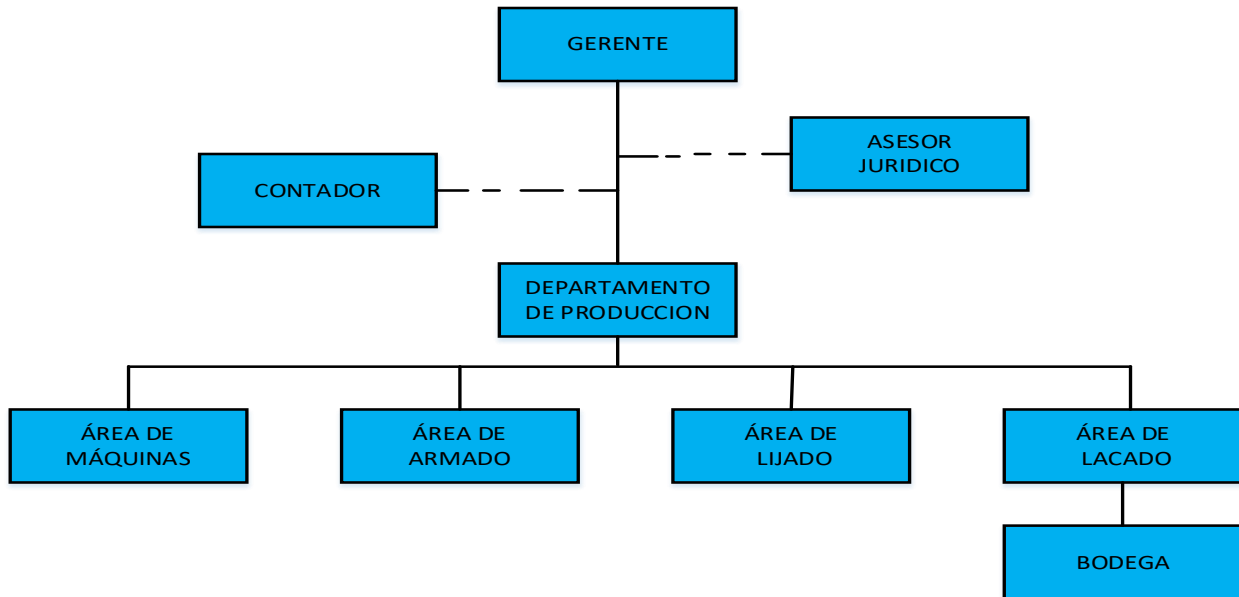 GERENTE
ASESOR
JURIDICO
CONTADOR
DEPARTAMENTO
DE PRODUCCION
ÁREA DE
MÁQUINAS
ÁREA DE
ARMADO
ÁREA DE
LIJADO
ÁREA DE
LACADO
BODEGA